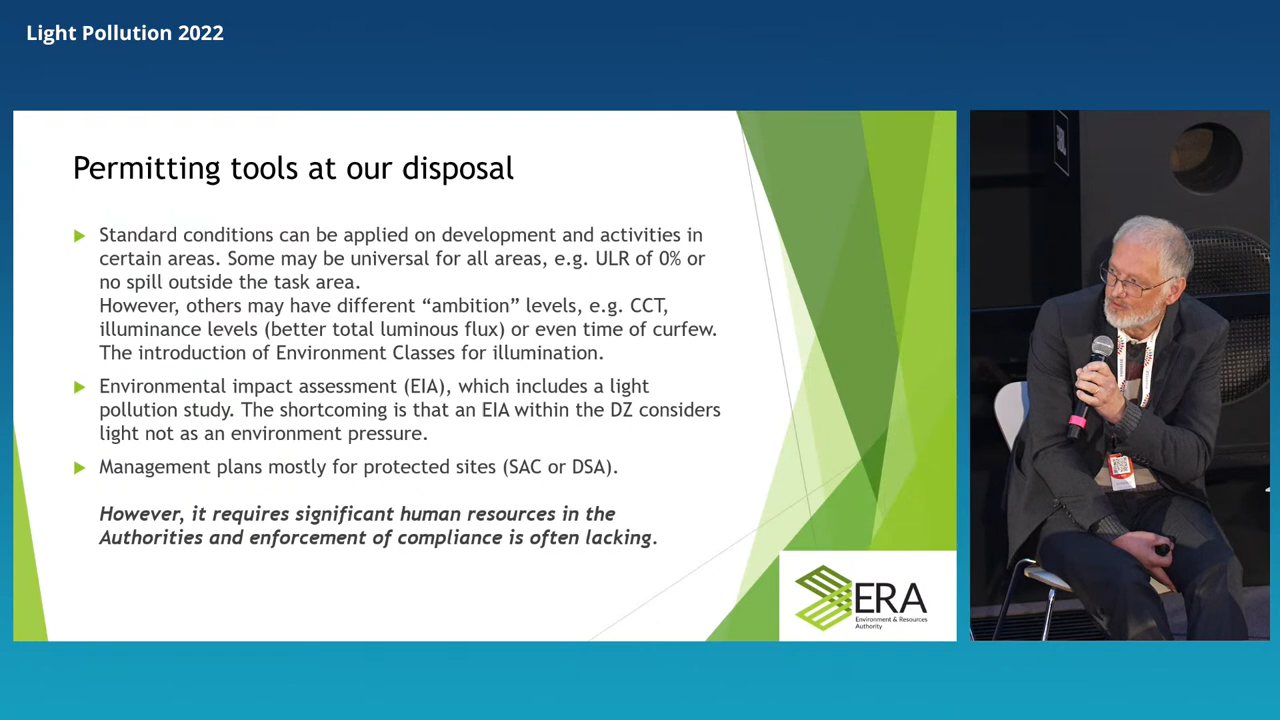 Light Pollution 2022
Permitting tools at our disposal
Standard conditions can be applied on development and activities in
certain areas. Some may be universal for all areas, e.g. ULR of 0% or
no spill outside the task area.
However, others may have different “ambition” levels, e.g. CCT,
illuminance levels (better total luminous flux) or even time of curfew.
The introduction of Environment Classes for illumination.
Environmental impact assessment (EIA), which includes a light
pollution study. The shortcoming is that an EIA within the DZ considers
light not as an environment pressure.
Management plans mostly for protected sites (SAC or DSA).
However, it requires significant human resources in the
Authorities and enforcement of compliance is often lacking.
ERA
Environment & Resources
Authority